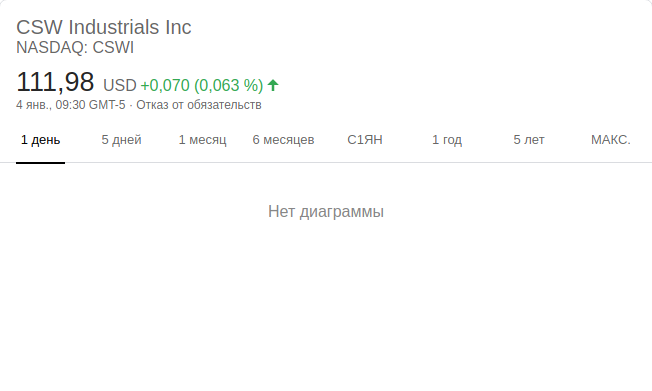 CSW Industrials Inc
NASDAQ: CSWI
111,98 USD +0,070 (0,063 %)
4 янв., 09:30 GMT-5 · Отказ от обязательств
1 день 5 дней 1 месяц 6 месяцев С1ЯН 1 год 5 лет МАКС.
Нет диаграммы